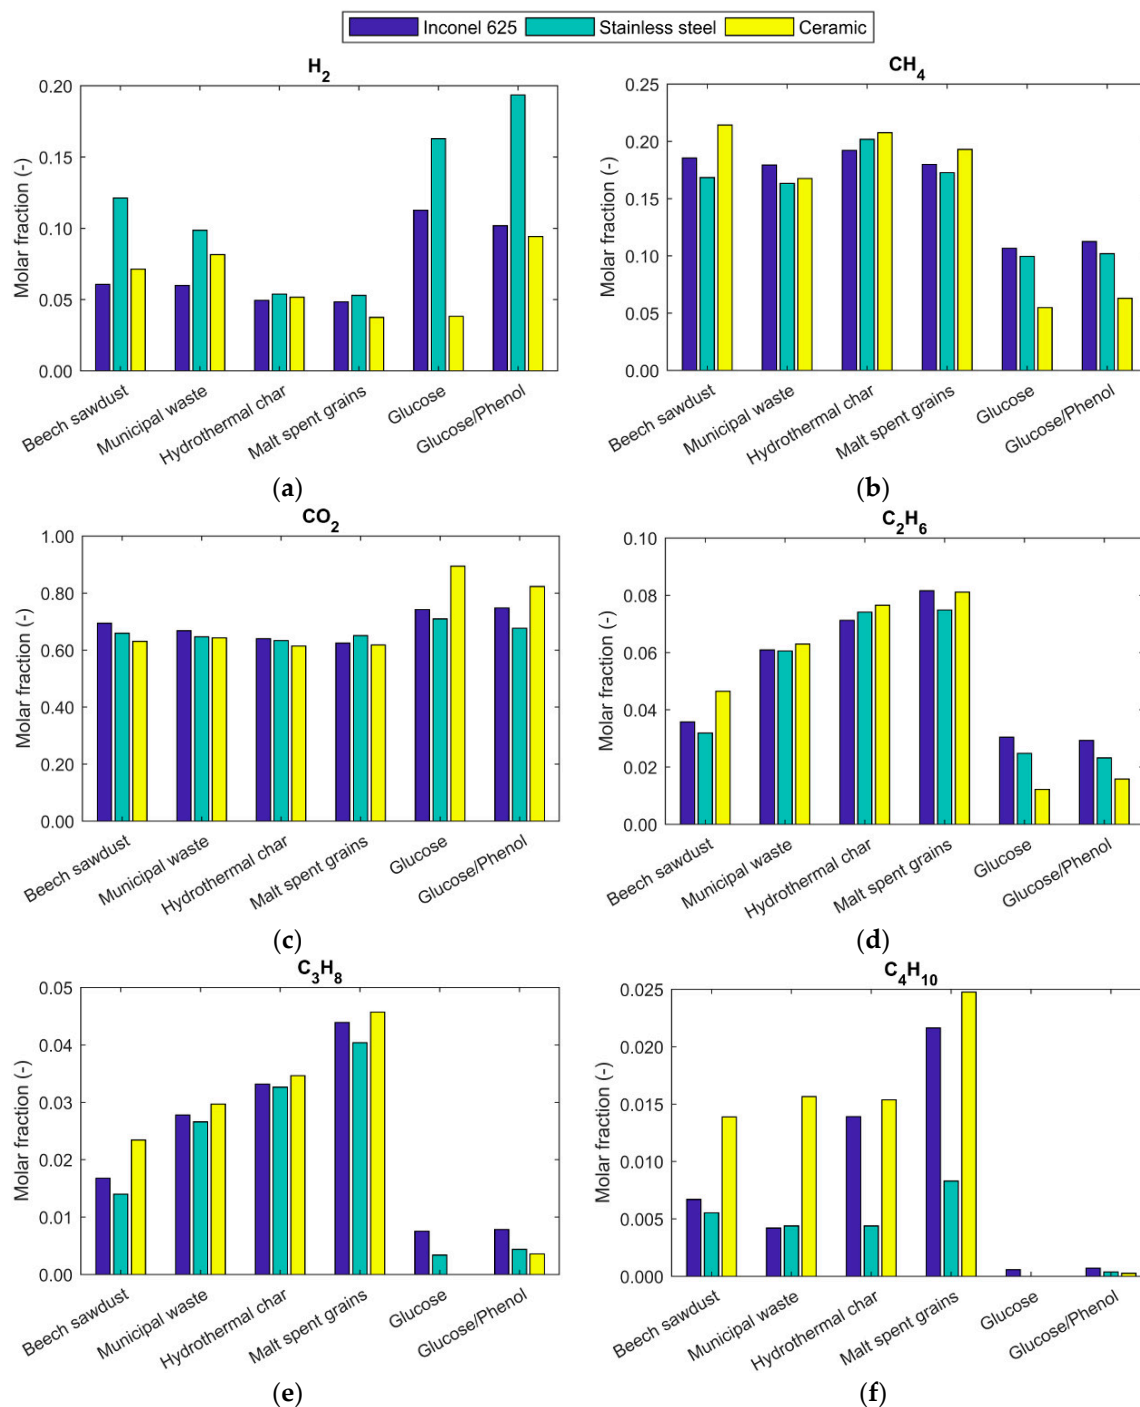 Inconel 625 Stainless steel Ceramic
H2
Molar fraction (-)
0.20
0.15
0.10
0.05
0.00
Beech sawdust
Municipal waste
Hydrothermal char
Malt spent grains
Glucose
Glucose/Phenol
(a)
CH4
Molar fraction (-)
0.25
0.20
0.15
0.10
0.05
0.00
Beech sawdust
Municipal waste
Hydrothermal char
Malt spent grains
Glucose
Glucose/Phenol
(b)
CO2
Molar fraction (-)
1.00
0.80
0.60
0.40
0.20
0.00
Beech sawdust
Municipal waste
Hydrothermal char
Malt spent grains
Glucose
Glucose/Phenol
(c)
C2H6
Molar fraction (-)
0.10
0.08
0.06
0.04
0.02
0.00
Beech sawdust
Municipal waste
Hydrothermal char
Malt spent grains
Glucose
Glucose/Phenol
(d)
C3H8
Molar fraction (-)
0.05
0.04
0.03
0.02
0.01
0.00
Beech sawdust
Municipal waste
Hydrothermal char
Malt spent grains
Glucose
Glucose/Phenol
(e)
C4H10
Molar fraction (-)
0.025
0.020
0.015
0.010
0.005
0.000
Beech sawdust
Municipal waste
Hydrothermal char
Malt spent grains
Glucose
Glucose/Phenol
(f)